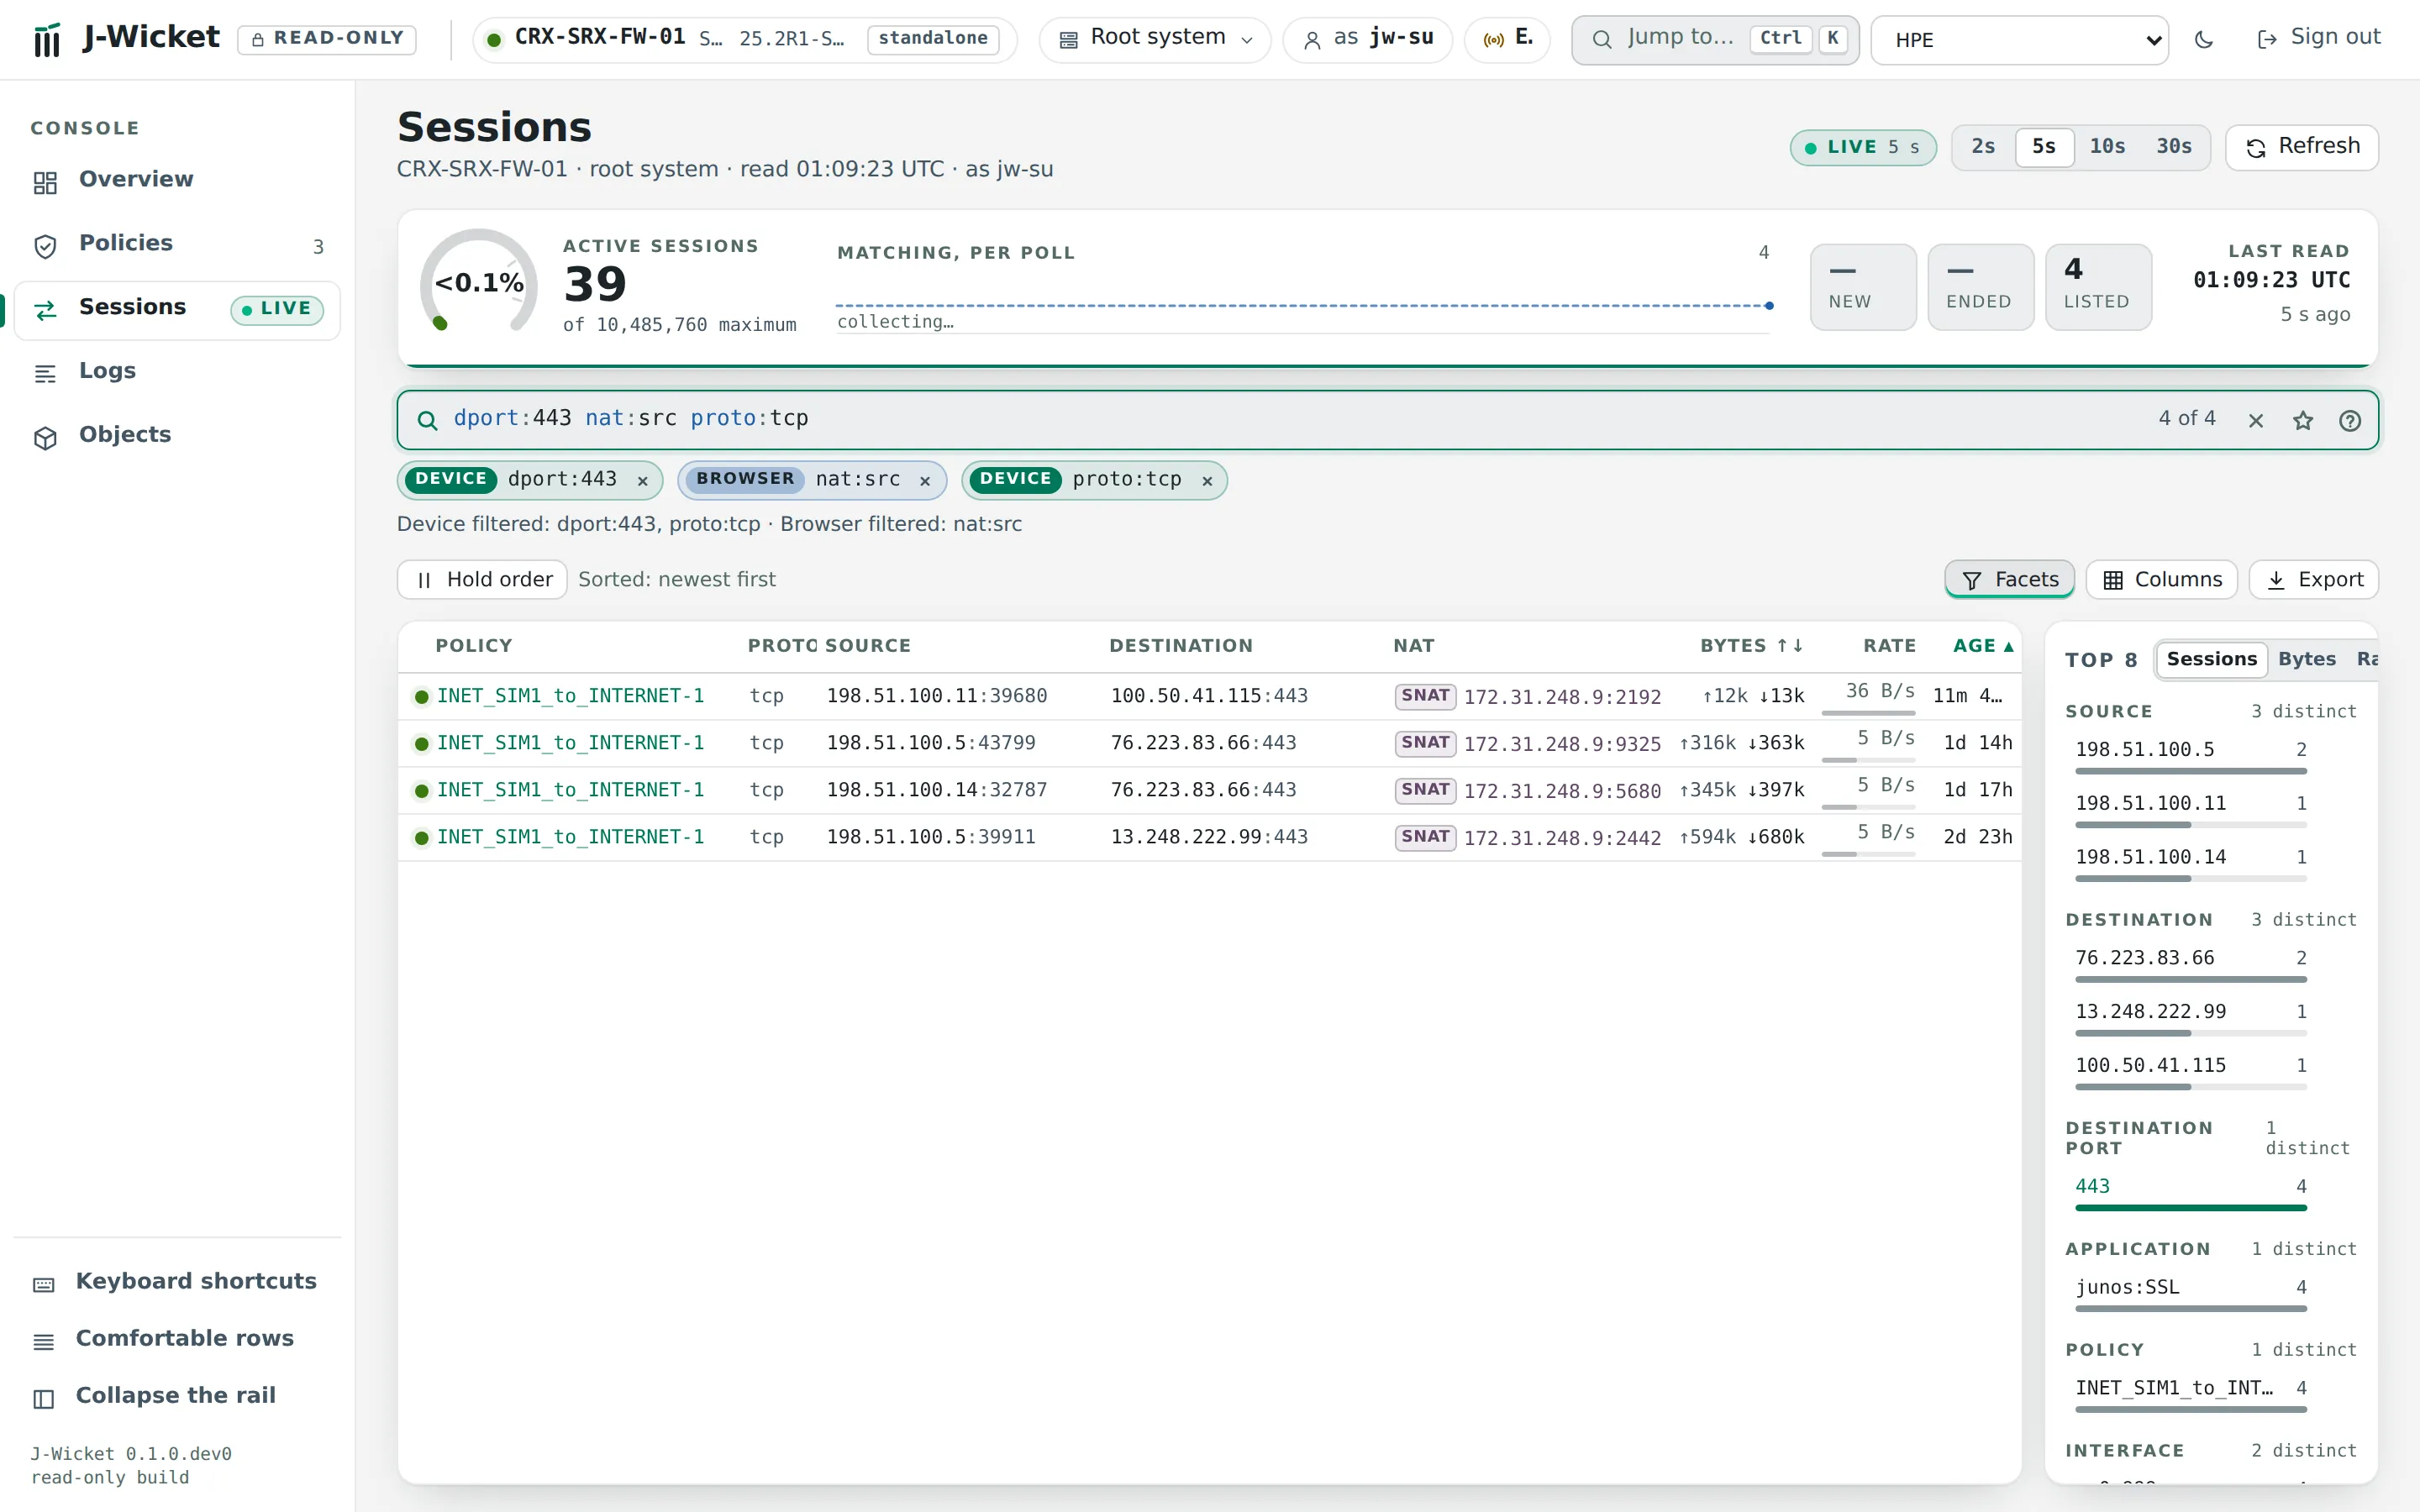 J-Wicket READ-ONLY CRX-SRX-FW-01 S… 25.2R1-S… standalone Root system as jw-su E. Jump to… Ctrl K HPE Sign out
CONSOLE
Overview
Policies 3
Sessions LIVE
Logs
Objects
Keyboard shortcuts
Comfortable rows
Collapse the rail
J-Wicket 0.1.0.dev0
read-only build
Sessions
CRX-SRX-FW-01 · root system · read 01:09:23 UTC · as jw-su
LIVE 5 s 2s 5s 10s 30s Refresh
<0.1%
ACTIVE SESSIONS
39
of 10,485,760 maximum
MATCHING, PER POLL 4
collecting…
— NEW
— ENDED
4 LISTED
LAST READ
01:09:23 UTC
5 s ago
dport:443 nat:src proto:tcp 4 of 4
DEVICE dport:443 × BROWSER nat:src × DEVICE proto:tcp ×
Device filtered: dport:443, proto:tcp · Browser filtered: nat:src
Hold order Sorted: newest first Facets Columns Export
POLICY PROTO SOURCE DESTINATION NAT BYTES ↑↓ RATE AGE ▲
INET_SIM1_to_INTERNET-1 tcp 198.51.100.11:39680 100.50.41.115:443 SNAT 172.31.248.9:2192 ↑12k ↓13k 36 B/s 11m 4…
INET_SIM1_to_INTERNET-1 tcp 198.51.100.5:43799 76.223.83.66:443 SNAT 172.31.248.9:9325 ↑316k ↓363k 5 B/s 1d 14h
INET_SIM1_to_INTERNET-1 tcp 198.51.100.14:32787 76.223.83.66:443 SNAT 172.31.248.9:5680 ↑345k ↓397k 5 B/s 1d 17h
INET_SIM1_to_INTERNET-1 tcp 198.51.100.5:39911 13.248.222.99:443 SNAT 172.31.248.9:2442 ↑594k ↓680k 5 B/s 2d 23h
TOP 8 Sessions Bytes Ra
SOURCE 3 distinct
198.51.100.5 2
198.51.100.11 1
198.51.100.14 1
DESTINATION 3 distinct
76.223.83.66 2
13.248.222.99 1
100.50.41.115 1
DESTINATION PORT 1 distinct
443 4
APPLICATION 1 distinct
junos:SSL 4
POLICY 1 distinct
INET_SIM1_to_INT… 4
INTERFACE 2 distinct